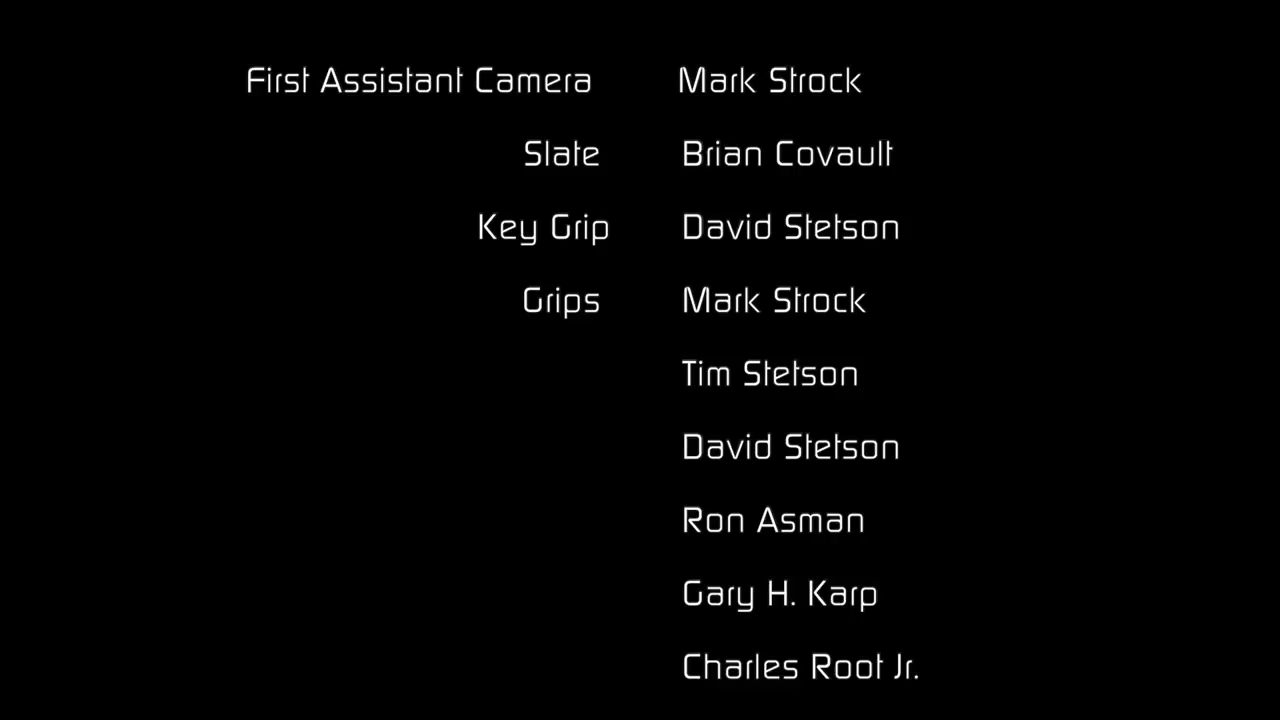 First Assistant Camera Mark Strock
Slate Brian Covault
Key Grip David Stetson
Grips Mark Strock
Tim Stetson
David Stetson
Ron Asman
Gary H. Karp
Charles Root Jr.